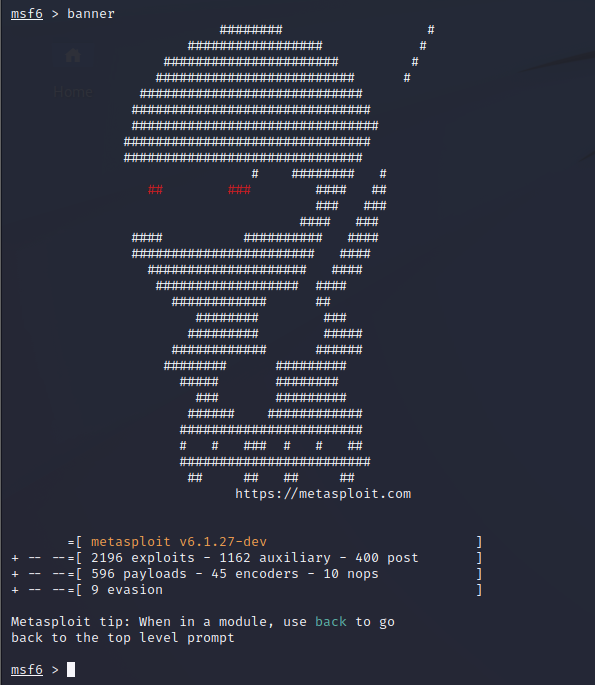 msf6 > banner
                          ########                  #
                      #################            #
                   ######################         #
                  #########################      #
                ############################
               ##############################
               ###############################
              ###############################
              ##############################
                              #    ########   #
                 ##        ###        ####   ##
                                      ###   ###
                                    ####   ###
               ####          ##########   ####
               #######################   ####
                 ####################   ####
                  ##################  ####
                    ############      ##
                       ########        ###
                      #########        #####
                    ############      ######
                   ########      #########
                     #####       ########
                       ###       #########
                      ######    ############
                     #######################
                     #   #   ###  #   #   ##
                     ########################
                      ##     ##   ##     ##
                            https://metasploit.com
       =[ metasploit v6.1.27-dev                          ]
+ -- --=[ 2196 exploits - 1162 auxiliary - 400 post       ]
+ -- --=[ 596 payloads - 45 encoders - 10 nops            ]
+ -- --=[ 9 evasion                                       ]
Metasploit tip: When in a module, use back to go
back to the top level prompt
msf6 >
Home